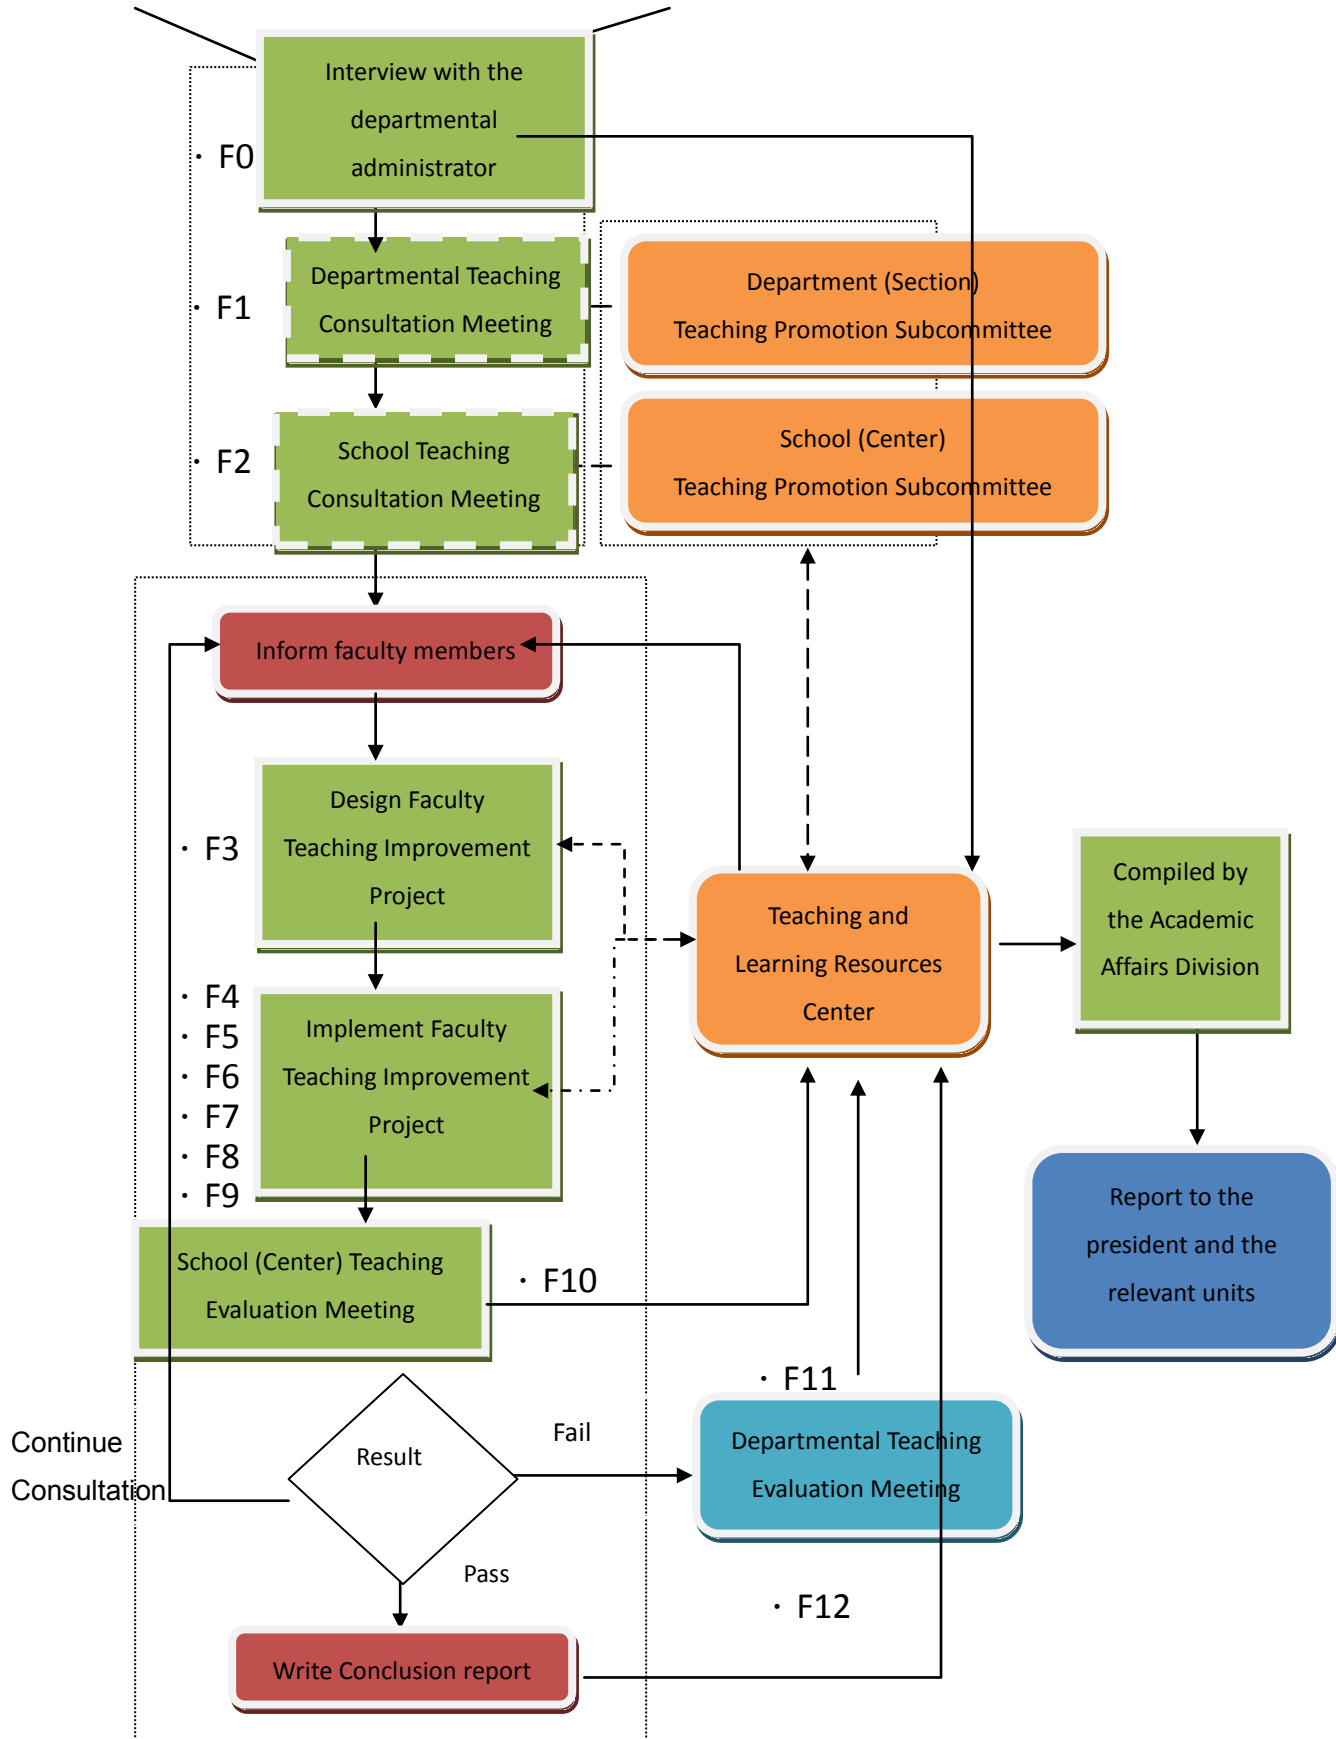 Interview with the
departmental
administrator
· F0
Departmental Teaching
Consultation Meeting
· F1
Department (Section)
Teaching Promotion Subcommittee
School Teaching
Consultation Meeting
· F2
School (Center)
Teaching Promotion Subcommittee
Inform faculty members
Design Faculty
Teaching Improvement
Project
· F3
Teaching and
Learning Resources
Center
Compiled by
the Academic
Affairs Division
· F4
· F5
· F6
· F7
· F8
· F9
Implement Faculty
Teaching Improvement
Project
Report to the
president and the
relevant units
School (Center) Teaching
Evaluation Meeting
· F10
· F11
Continue
Consultation
Result
Fail
Departmental Teaching
Evaluation Meeting
Pass
· F12
Write Conclusion report